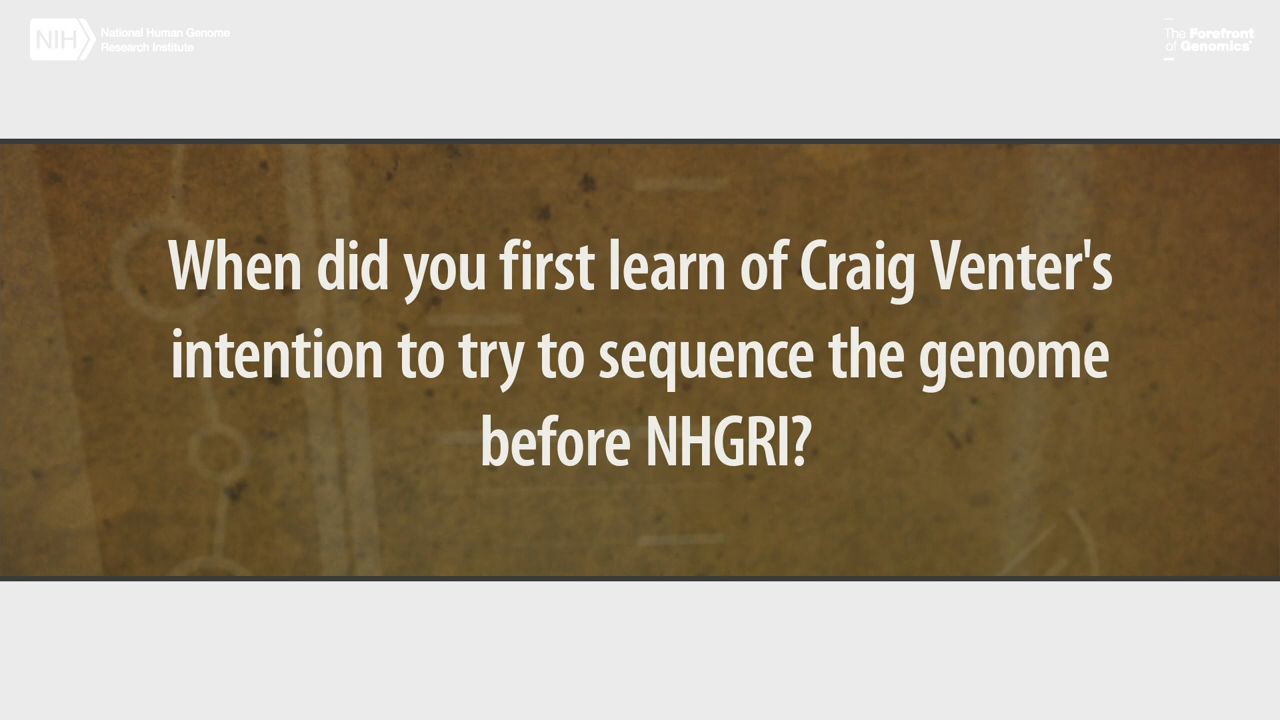 NIH
National Human Genome
Research Institute
The Forefront
of Genomics®
When did you first learn of Craig Venter's
intention to try to sequence the genome
before NHGRI?